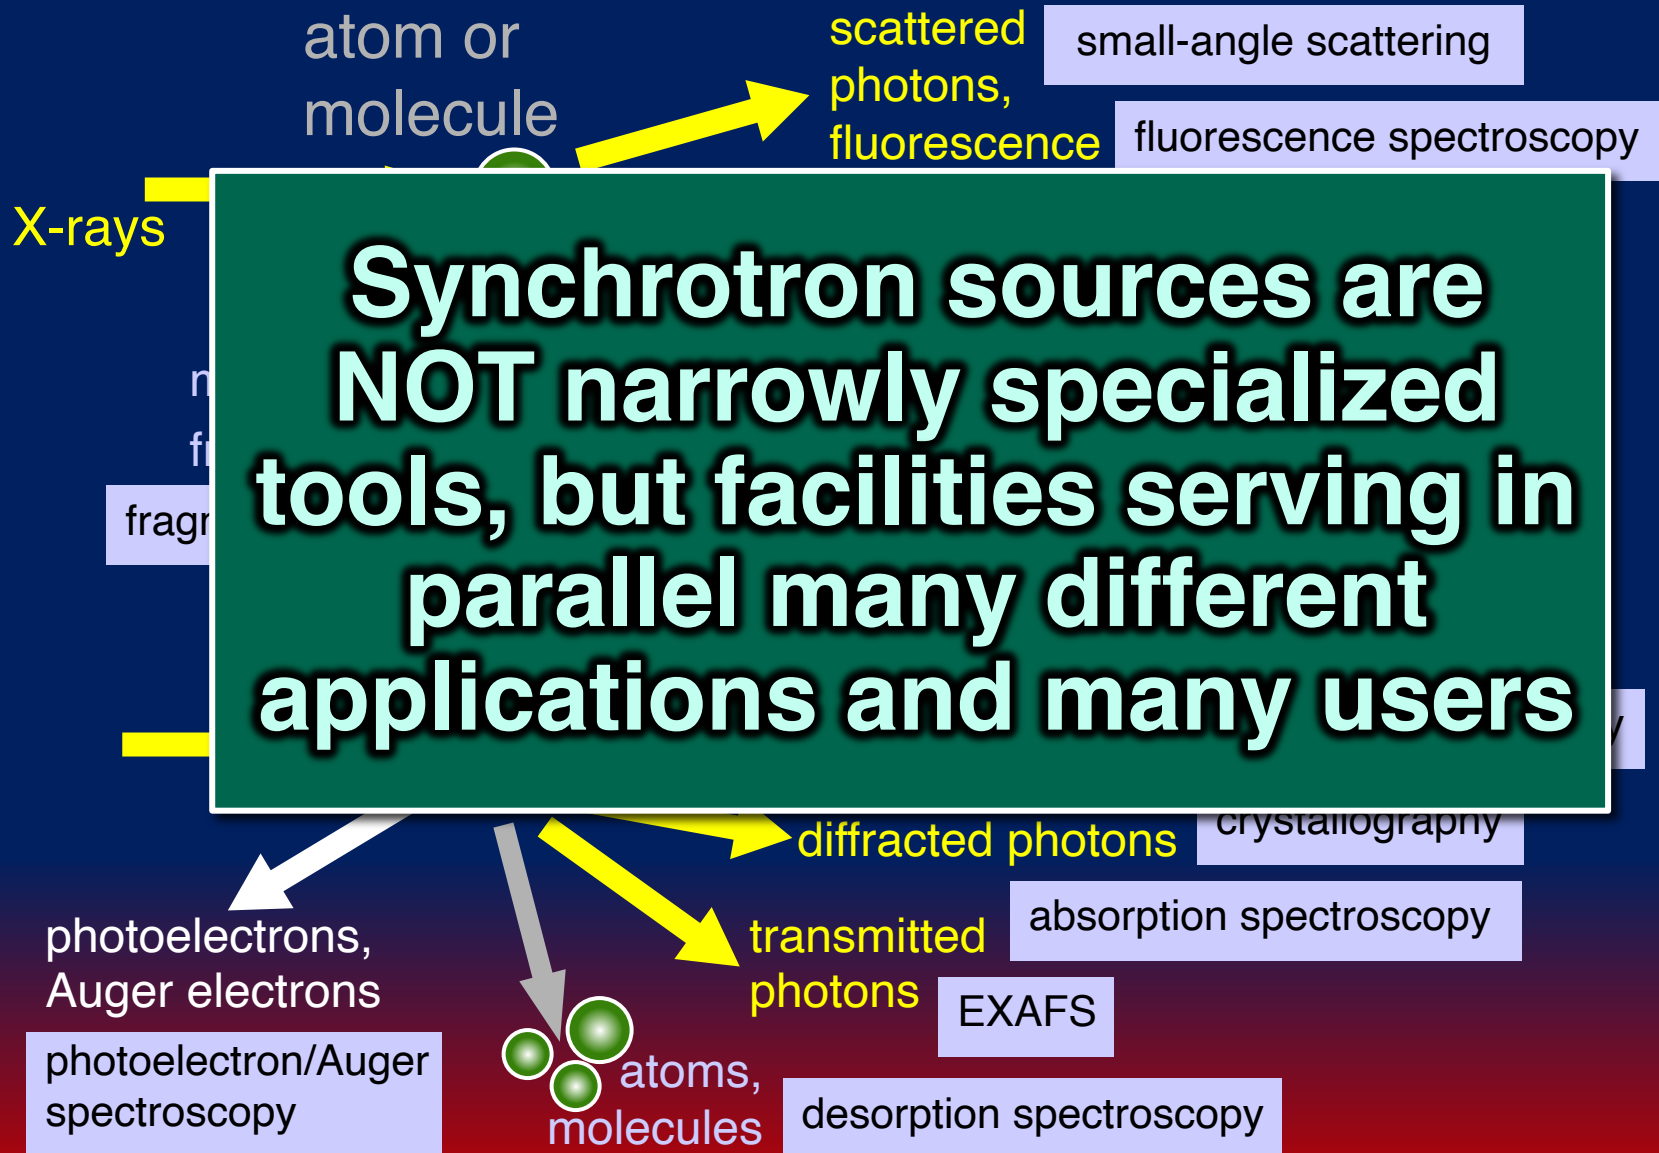 atom or
molecule
scattered
photons,
fluorescence
small-angle scattering
fluorescence spectroscopy
X-rays
Synchrotron sources are
NOT narrowly specialized
tools, but facilities serving in
parallel many different
applications and many users
diffracted photons
crystallography
photoelectrons,
Auger electrons
photoelectron/Auger
spectroscopy
transmitted
photons
absorption spectroscopy
EXAFS
atoms,
molecules
desorption spectroscopy